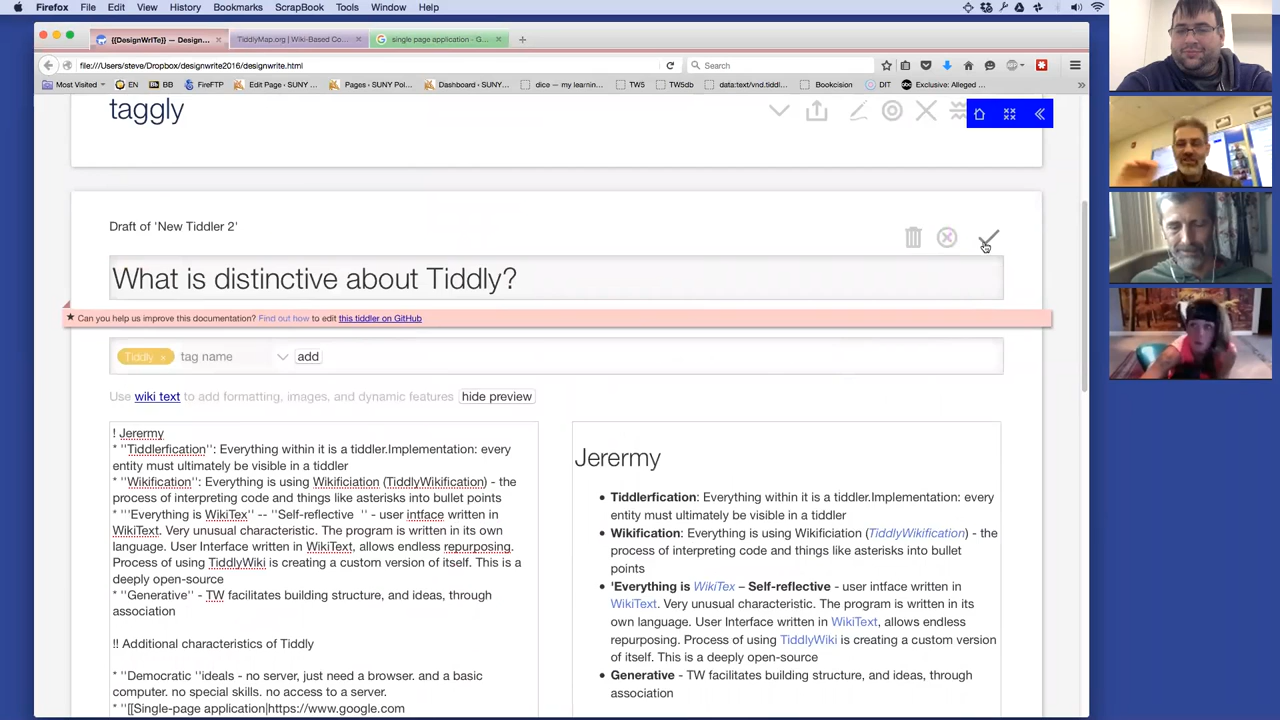 Firefox File Edit View History Bookmarks ScrapBook Tools Window Help
{{DesignWrITe}} — Design...
TiddlyMap.org | Wiki-Based Co...
single page application - G...
file:///Users/steve/Dropbox/designwrite2016/designwrite.html
Search
Most Visited EN BB FireFTP Edit Page - SUNY ... Pages - SUNY Pol... Dashboard - SUNY... dice — my learnin... TW5 TW5db data:text/vnd.tiddl... Bookcision DIT Exclusive: Alleged ...
taggly
Draft of 'New Tiddler 2'
What is distinctive about Tiddly?
Can you help us improve this documentation? Find out how to edit this tiddler on GitHub
Tiddly × tag name add
Use wiki text to add formatting, images, and dynamic features hide preview
! Jerermy
* ''Tiddlerfication'': Everything within it is a tiddler.Implementation: every
entity must ultimately be visible in a tiddler
* ''Wikification'': Everything is using Wikificiation (TiddlyWikification) - the
process of interpreting code and things like asterisks into bullet points
* '''Everything is WikiTex'' -- ''Self-reflective '' - user intface written in
WikiText. Very unusual characteristic. The program is written in its own
language. User Interface written in WikiText, allows endless repurposing.
Process of using TiddlyWiki is creating a custom version of itself. This is a
deeply open-source
* ''Generative'' - TW facilitates building structure, and ideas, through
association
!! Additional characteristics of Tiddly
* ''Democratic ''ideals - no server, just need a browser. and a basic
computer. no special skills. no access to a server.
* ''[[Single-page application|https://www.google.com
Jerermy
• Tiddlerfication: Everything within it is a tiddler.Implementation: every
entity must ultimately be visible in a tiddler
• Wikification: Everything is using Wikificiation (TiddlyWikification) - the
process of interpreting code and things like asterisks into bullet
points
• 'Everything is WikiTex – Self-reflective - user intface written in
WikiText. Very unusual characteristic. The program is written in its
own language. User Interface written in WikiText, allows endless
repurposing. Process of using TiddlyWiki is creating a custom version
of itself. This is a deeply open-source
• Generative - TW facilitates building structure, and ideas, through
association